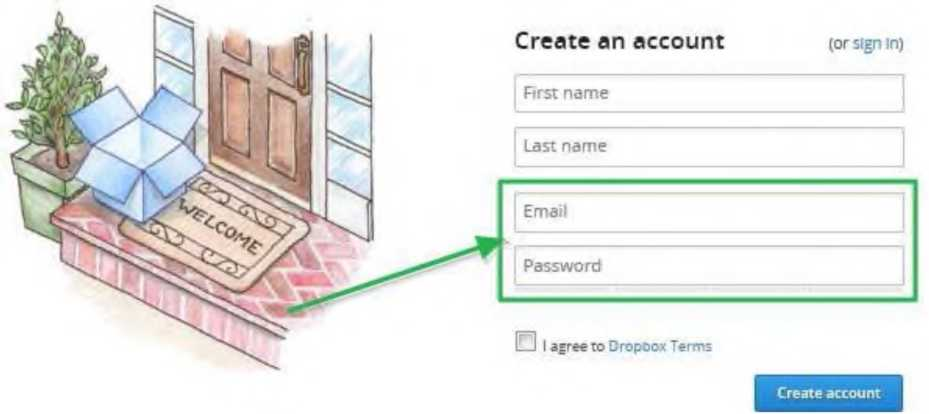 WELCOME
Create an account (or sign in)
First name
Last name
Email
Password
I agree to Dropbox Terms
Create account